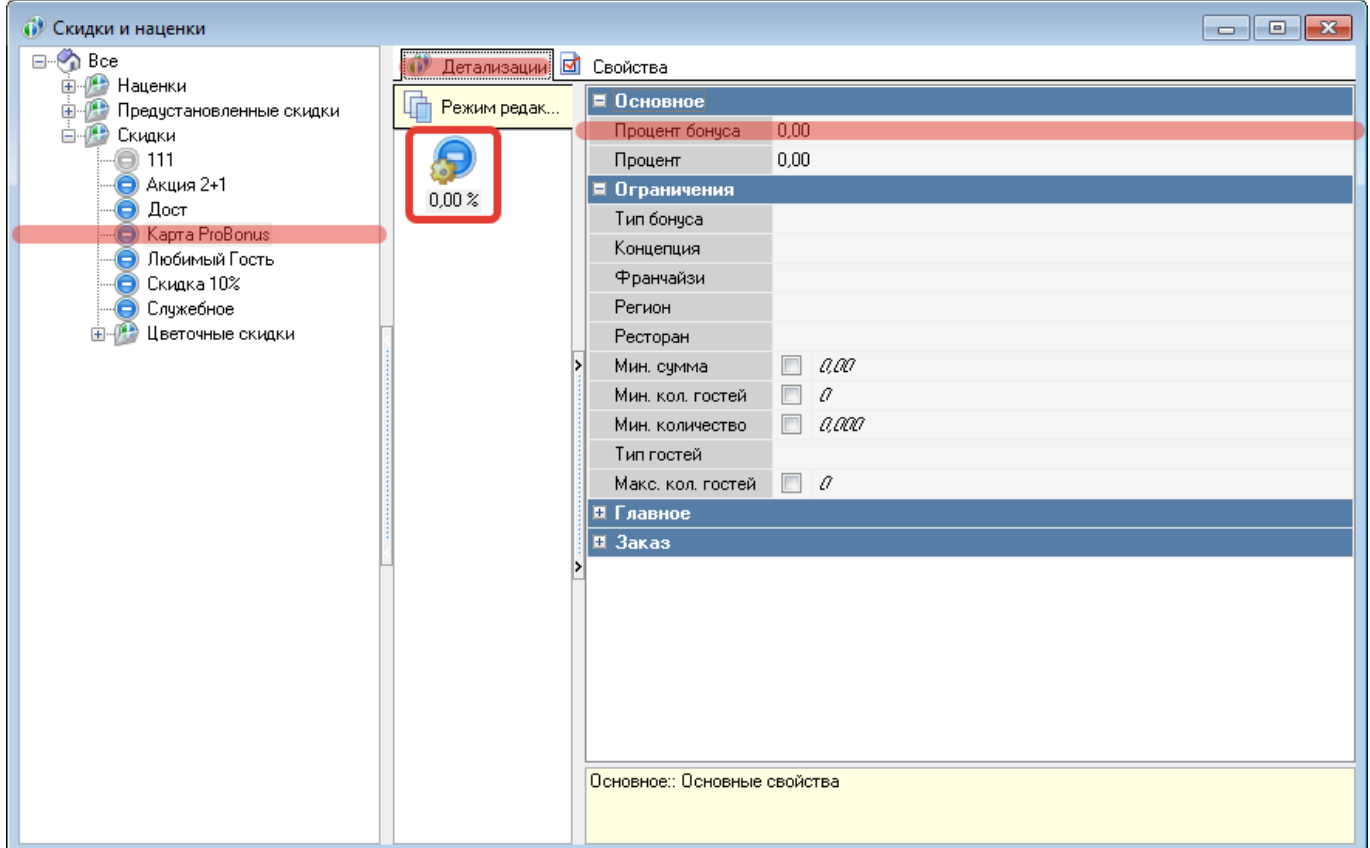 Скидки и наценки
Все
Наценки
Предустановленные скидки
Скидки
111
Акция 2+1
Дост
Карта ProBonus
Любимый Гость
Скидка 10%
Служебное
Цветочные скидки
Детализации
Свойства
Режим редак...
0,00 %
Основное
Процент бонуса 0,00
Процент 0,00
Ограничения
Тип бонуса
Концепция
Франчайзи
Регион
Ресторан
Мин. сумма 0,00
Мин. кол. гостей 0
Мин. количество 0,000
Тип гостей
Макс. кол. гостей 0
Главное
Заказ
Основное:: Основные свойства